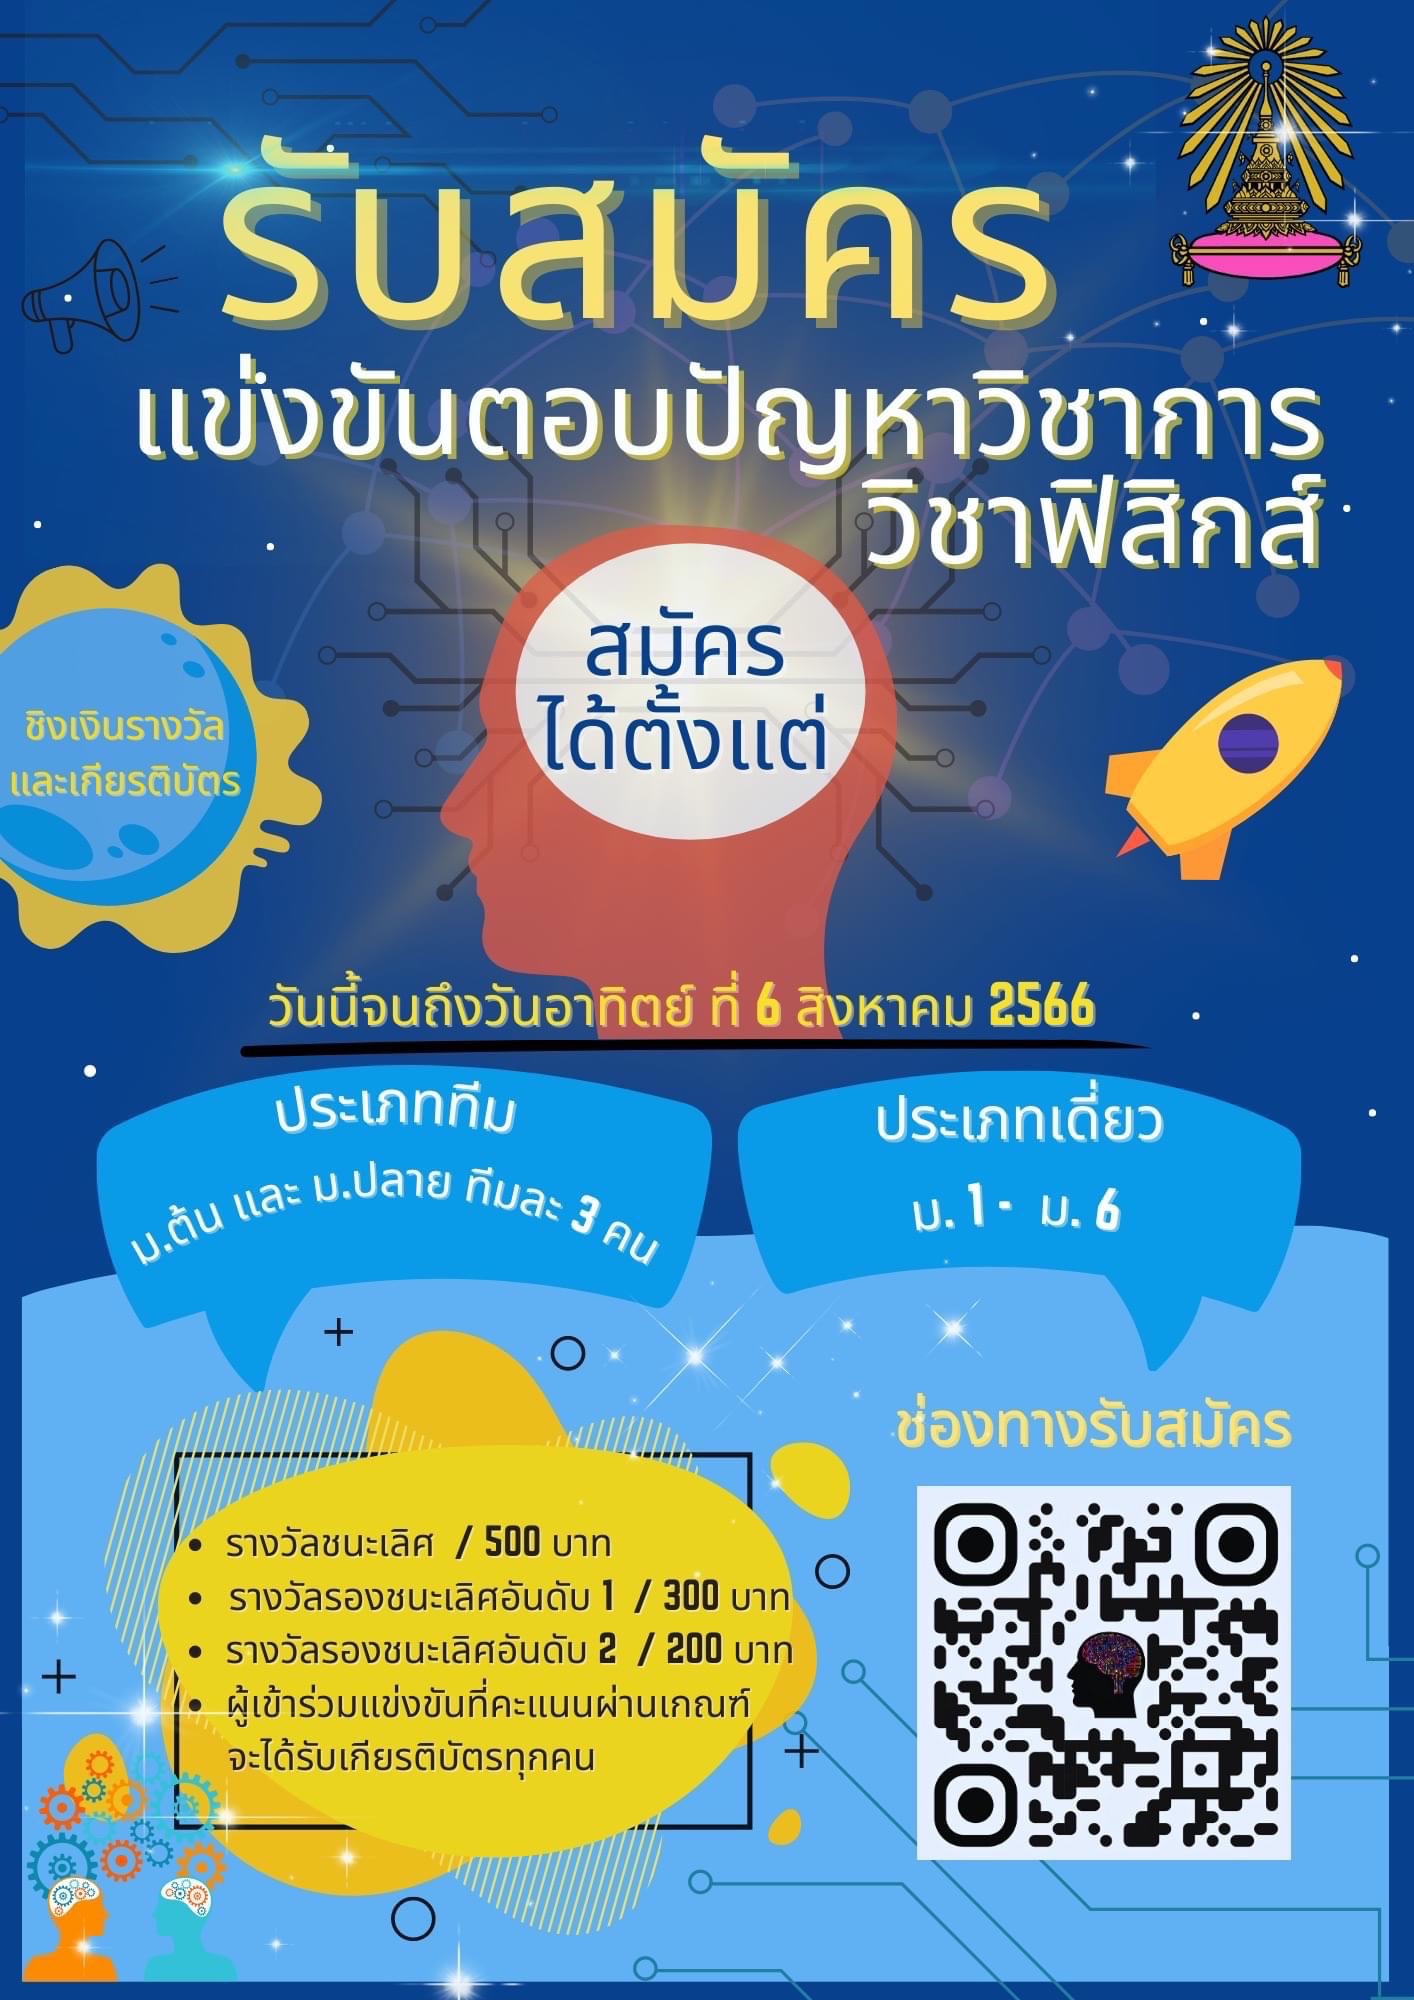 รับสมัคร
แข่งขันตอบปัญหาวิชาการ
วิชาฟิสิกส์
สมัคร
ได้ตั้งแต่
ชิงเงินรางวัล
และเกียรติบัตร
วันนี้จนถึงวันอาทิตย์ ที่ 6 สิงหาคม 2566
ประเภททีม
ม.ต้น และ ม.ปลาย ทีมละ 3 คน
ประเภทเดี่ยว
ม. 1 - ม. 6
ช่องทางรับสมัคร
• รางวัลชนะเลิศ / 500 บาท
• รางวัลรองชนะเลิศอันดับ 1 / 300 บาท
• รางวัลรองชนะเลิศอันดับ 2 / 200 บาท
• ผู้เข้าร่วมแข่งขันที่คะแนนผ่านเกณฑ์
จะได้รับเกียรติบัตรทุกคน